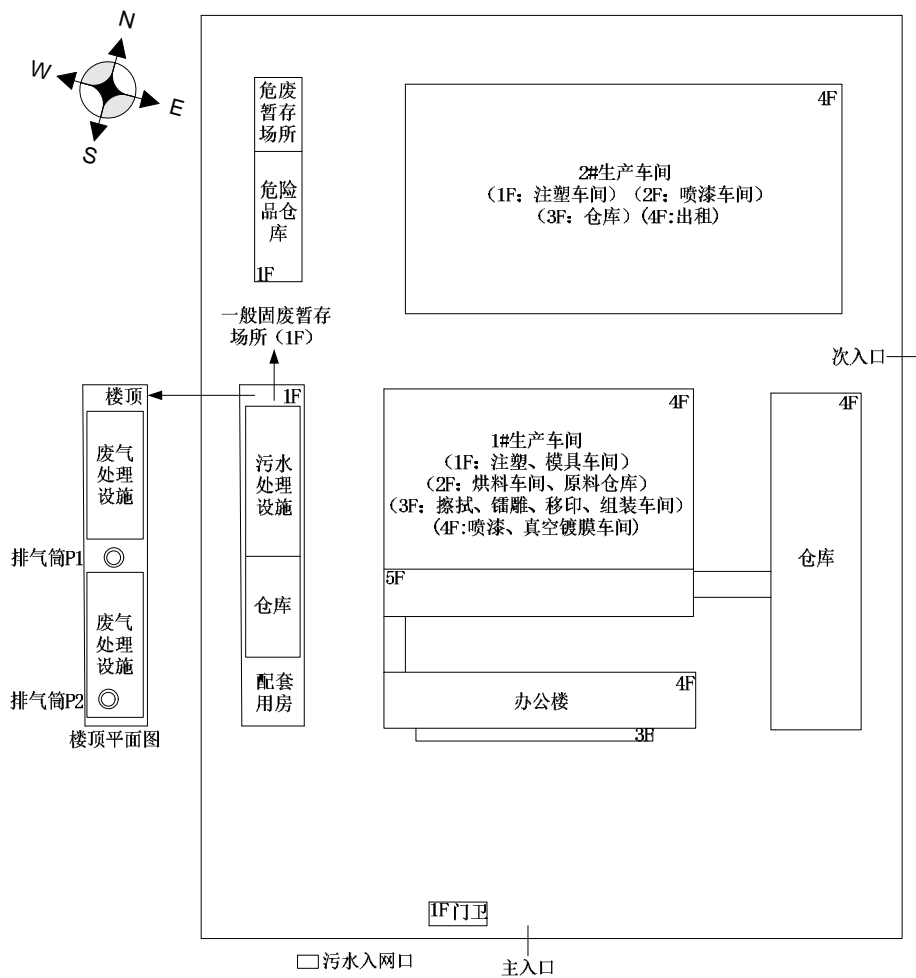 N
W
E
S
危废
暂存
场所
危险
品仓
库
1F
4F
2#生产车间
（1F：注塑车间）（2F：喷漆车间）
（3F：仓库）(4F:出租)
一般固废暂存
场所（1F）
次入口
楼顶
废气
处理
设施
排气筒P1
废气
处理
设施
排气筒P2
楼顶平面图
1F
污水
处理
设施
仓库
配套
用房
4F
1#生产车间
（1F：注塑、模具车间）
（2F：烘料车间、原料仓库）
（3F：擦拭、镭雕、移印、组装车间）
(4F:喷漆、真空镀膜车间)
5F
4F
仓库
4F
办公楼
3F
1F门卫
污水入网口
主入口